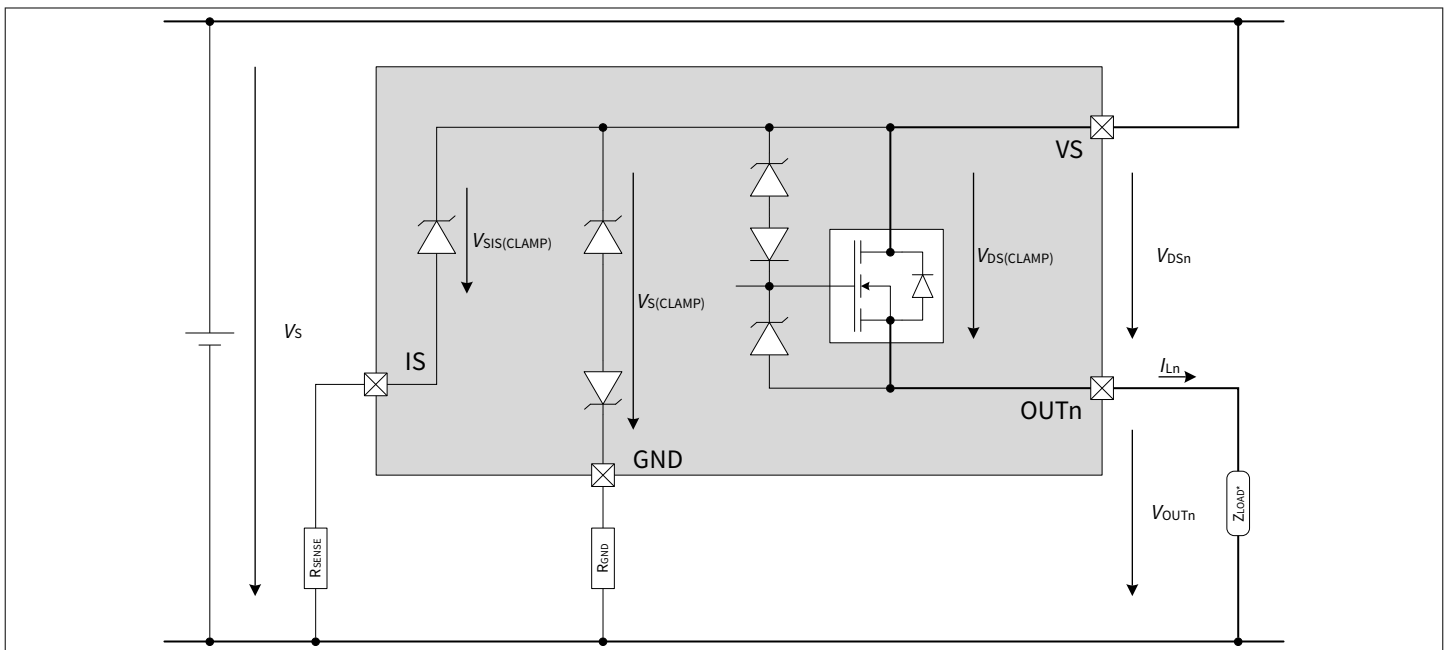 VS
VSIS(CLAMP)
VDS(CLAMP)
VDSn
VS(CLAMP)
VS
IS
ILn
OUTn
GND
VOUTn
ZLOAD*
RSENSE
RGND